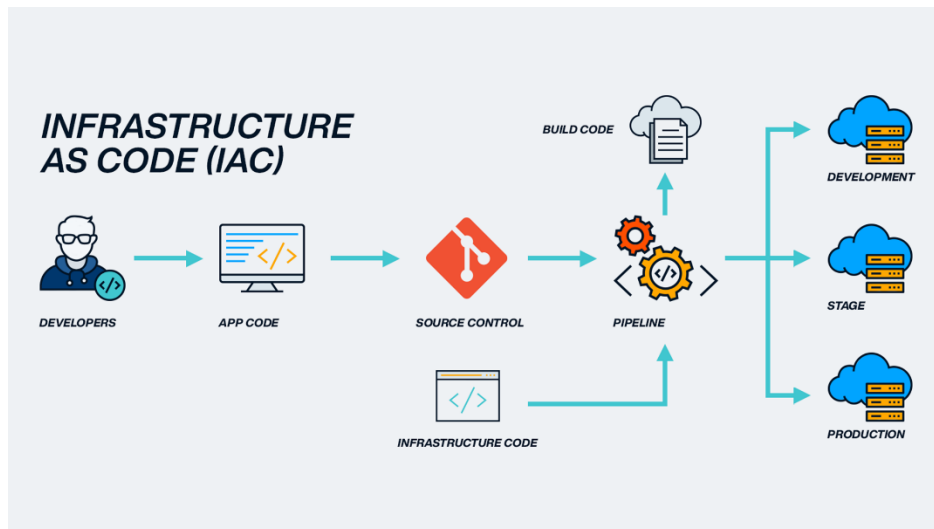 INFRASTRUCTURE
AS CODE (IAC)
BUILD CODE
DEVELOPMENT
DEVELOPERS
APP CODE
SOURCE CONTROL
PIPELINE
STAGE
INFRASTRUCTURE CODE
PRODUCTION